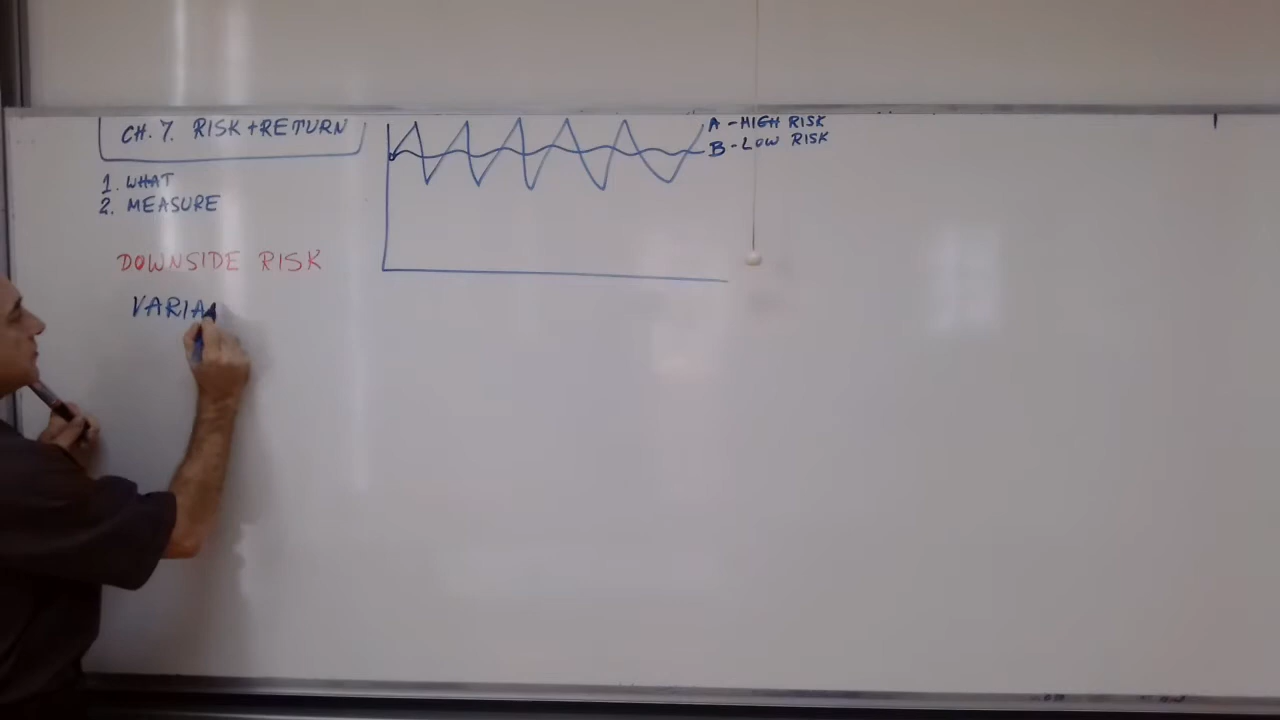 CH. 7. RISK + RETURN
1. WHAT
2. MEASURE
DOWNSIDE RISK
VARIA
A - HIGH RISK
B - LOW RISK